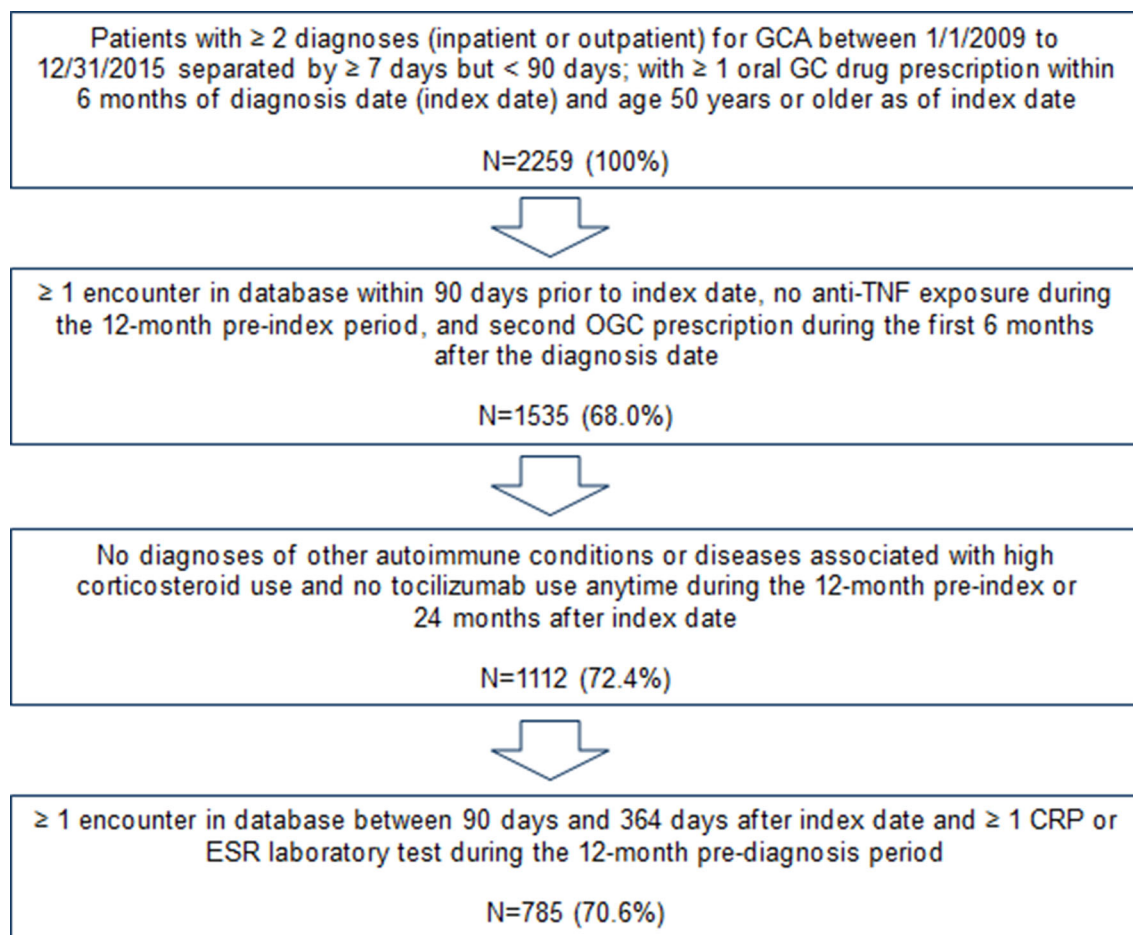 Patients with ≥ 2 diagnoses (inpatient or outpatient) for GCA between 1/1/2009 to
12/31/2015 separated by ≥ 7 days but < 90 days; with ≥ 1 oral GC drug prescription within
6 months of diagnosis date (index date) and age 50 years or older as of index date
N=2259 (100%)
≥ 1 encounter in database within 90 days prior to index date, no anti-TNF exposure during
the 12-month pre-index period, and second OGC prescription during the first 6 months
after the diagnosis date
N=1535 (68.0%)
No diagnoses of other autoimmune conditions or diseases associated with high
corticosteroid use and no tocilizumab use anytime during the 12-month pre-index or
24 months after index date
N=1112 (72.4%)
≥ 1 encounter in database between 90 days and 364 days after index date and ≥ 1 CRP or
ESR laboratory test during the 12-month pre-diagnosis period
N=785 (70.6%)